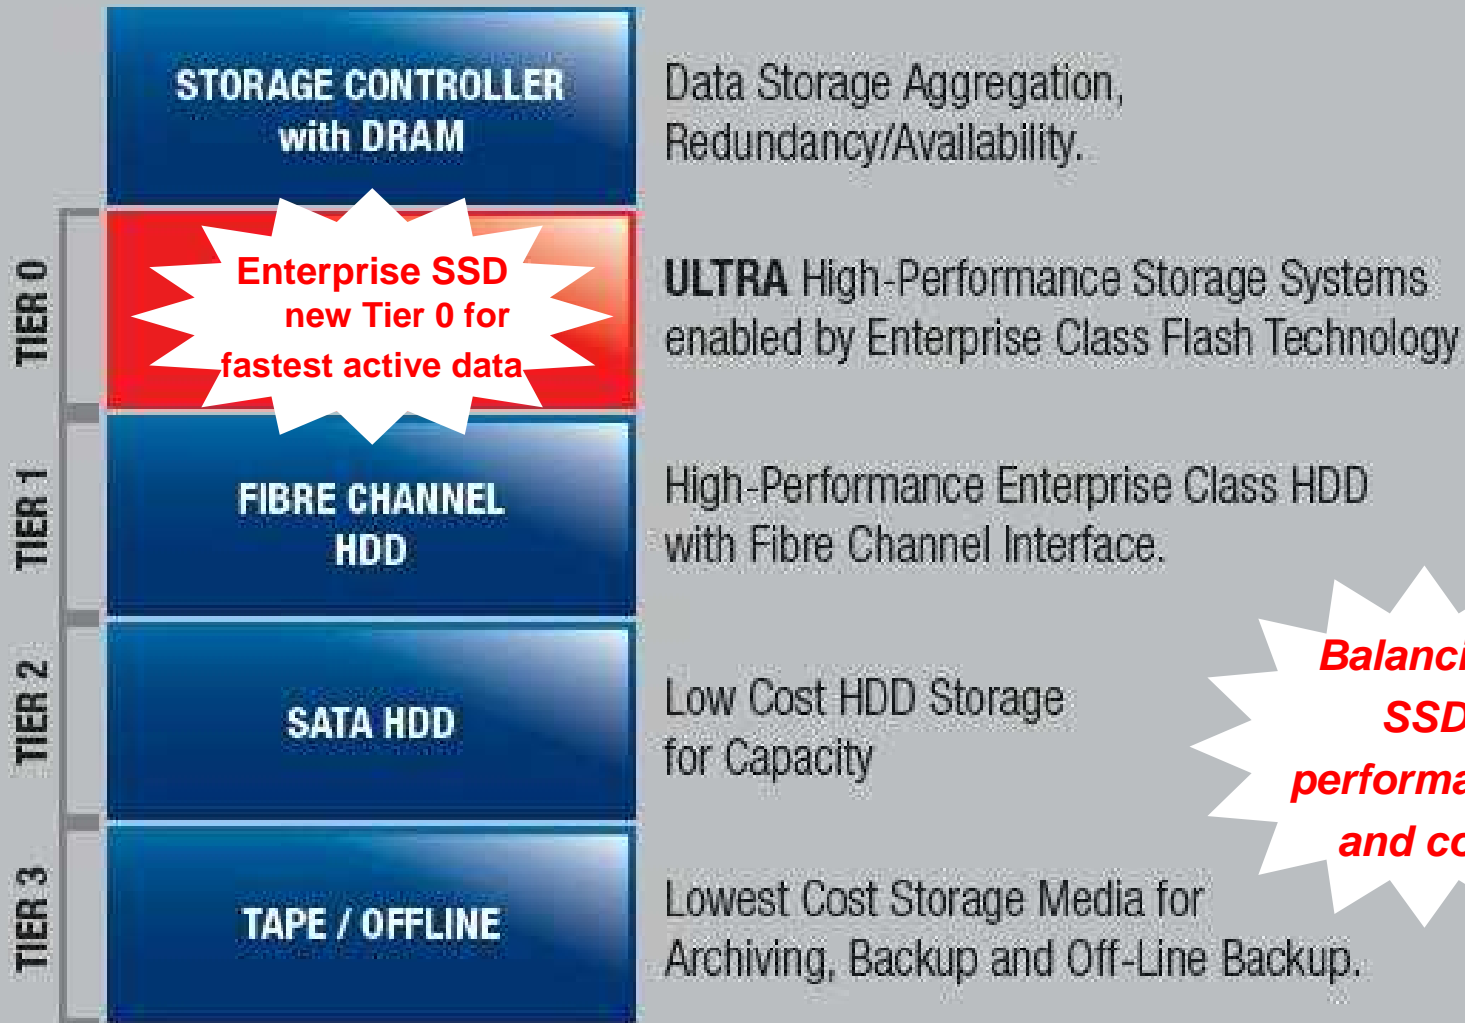 STORAGE CONTROLLER
with DRAM
Data Storage Aggregation,
Redundancy/Availability.
TIER 0
Enterprise SSD
new Tier 0 for
fastest active data
ULTRA High-Performance Storage Systems
enabled by Enterprise Class Flash Technology
TIER 1
FIBRE CHANNEL
HDD
High-Performance Enterprise Class HDD
with Fibre Channel Interface.
TIER 2
SATA HDD
Low Cost HDD Storage
for Capacity
SSD
and
TIER 3
TAPE / OFFLINE
Lowest Cost Storage Media for
Archiving, Backup and Off-Line Backup.